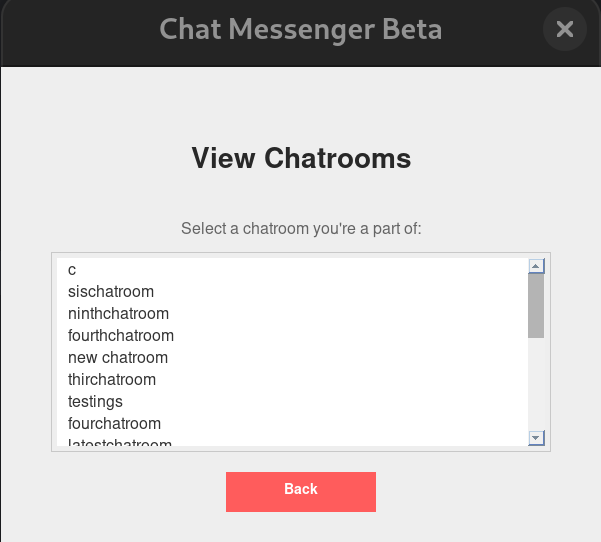 Chat Messenger Beta
View Chatrooms
Select a chatroom you're a part of:
c
sischatroom
ninthchatroom
fourthchatroom
new chatroom
thirchatroom
testings
fourchatroom
latestchatroom
Back